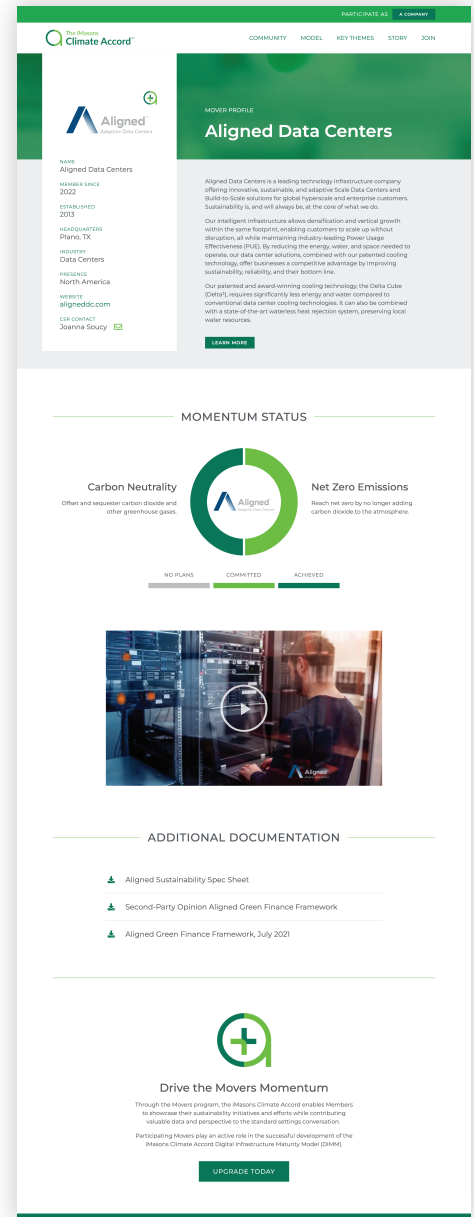 PARTICIPATE AS
A COMPANY
The iMasons
Climate Accord™
COMMUNITY MODEL KEY THEMES STORY JOIN
Aligned
Adaptive Data Centers
MOVER PROFILE
Aligned Data Centers
NAME
Aligned Data Centers
MEMBER SINCE
2022
ESTABLISHED
2013
HEADQUARTERS
Plano, TX
INDUSTRY
Data Centers
PRESENCE
North America
WEBSITE
aligneddc.com
CSR CONTACT
Joanna Soucy
Aligned Data Centers is a leading technology infrastructure company
offering innovative, sustainable, and adaptive Scale Data Centers and
Build-to-Scale solutions for global hyperscale and enterprise customers.
Sustainability is, and will always be, at the core of what we do.
Our intelligent infrastructure allows densification and vertical growth
within the same footprint, enabling customers to scale up without
disruption, all while maintaining industry-leading Power Usage
Effectiveness (PUE). By reducing the energy, water, and space needed to
operate, our data center solutions, combined with our patented cooling
technology, offer businesses a competitive advantage by improving
sustainability, reliability, and their bottom line.
Our patented and award-winning cooling technology, the Delta Cube
(Delta³), requires significantly less energy and water compared to
conventional data center cooling technologies. It can also be combined
with a state-of-the-art waterless heat rejection system, preserving local
water resources.
LEARN MORE
MOMENTUM STATUS
Carbon Neutrality
Offset and sequester carbon dioxide and
other greenhouse gases.
Aligned
Adaptive Data Centers
Net Zero Emissions
Reach net zero by no longer adding
carbon dioxide to the atmosphere.
NO PLANS COMMITTED ACHIEVED
Aligned
ADDITIONAL DOCUMENTATION
Aligned Sustainability Spec Sheet
Second-Party Opinion Aligned Green Finance Framework
Aligned Green Finance Framework, July 2021
Drive the Movers Momentum
Through the Movers program, the iMasons Climate Accord enables Members
to showcase their sustainability initiatives and efforts while contributing
valuable data and perspective to the standard settings conversation.
Participating Movers play an active role in the successful development of the
iMasons Climate Accord Digital Infrastructure Maturity Model (DIMM).
UPGRADE TODAY